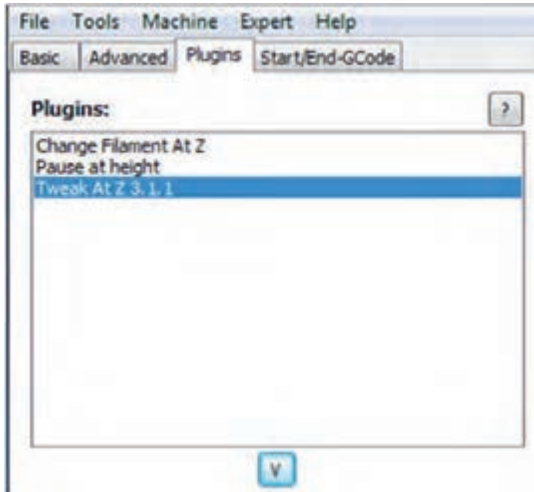 File Tools Machine Expert Help
Basic Advanced Plugins Start/End-GCode
Plugins:
?
Change Filament At Z
Pause at height
Tweak At Z 3. 1. 1
V